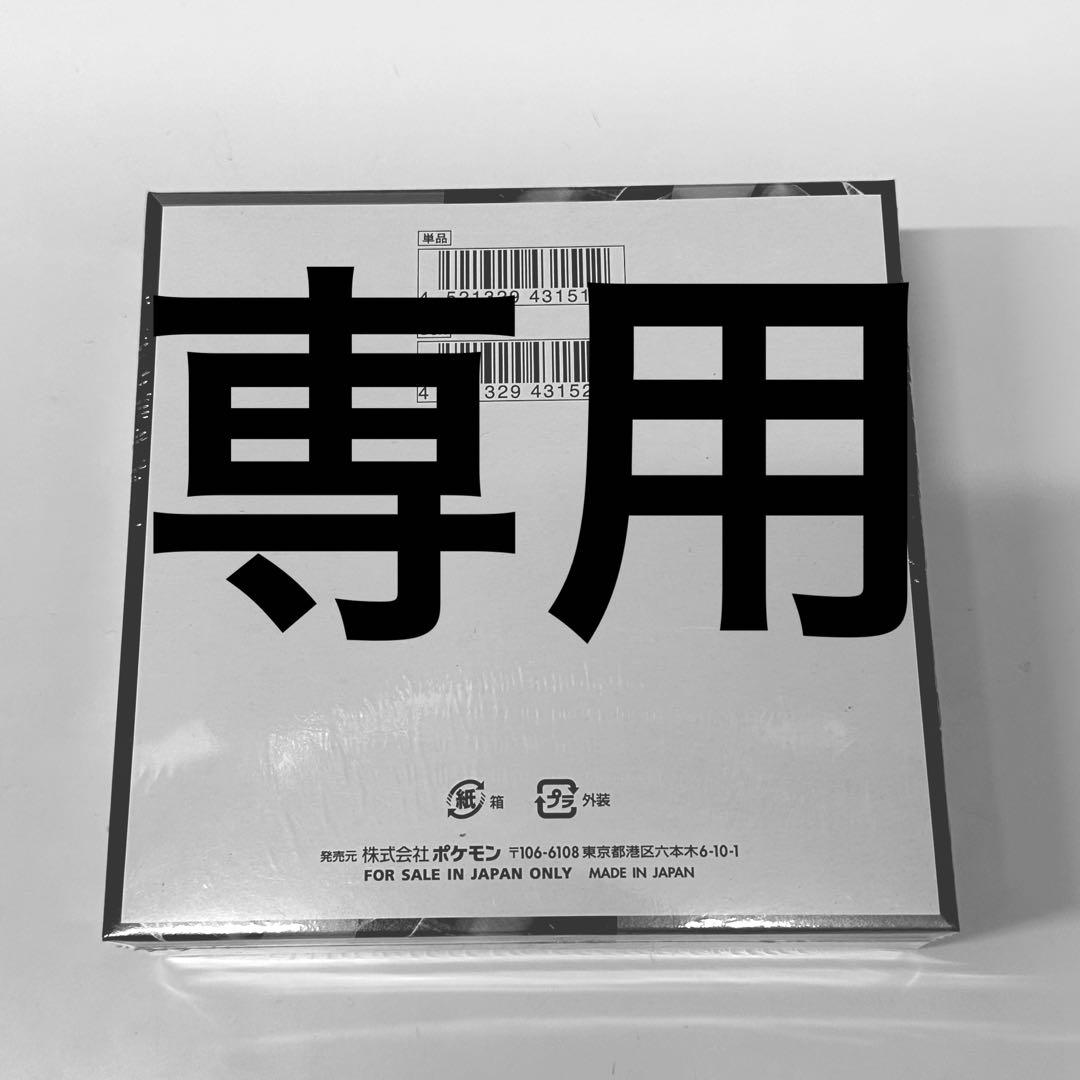 単品
4 521329 43151
専用
329 43152
紙 箱 プラ 外装
発売元 株式会社ポケモン 〒106-6108 東京都港区六本木6-10-1
FOR SALE IN JAPAN ONLY MADE IN JAPAN